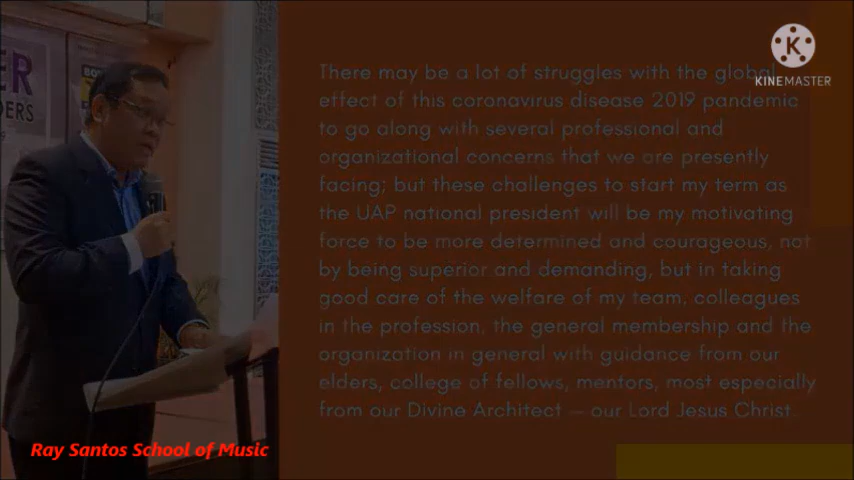 ER
DERS
K
KINEMASTER
There may be a lot of struggles with the global
effect of this coronavirus disease 2019 pandemic
to go along with several professional and
organizational concerns that we are presently
facing; but these challenges to start my term as
the UAP national president will be my motivating
force to be more determined and courageous, not
by being superior and demanding, but in taking
good care of the welfare of my team, colleagues
in the profession, the general membership and the
organization in general with guidance from our
elders, college of fellows, mentors, most especially
from our Divine Architect – our Lord Jesus Christ.
Ray Santos School of Music